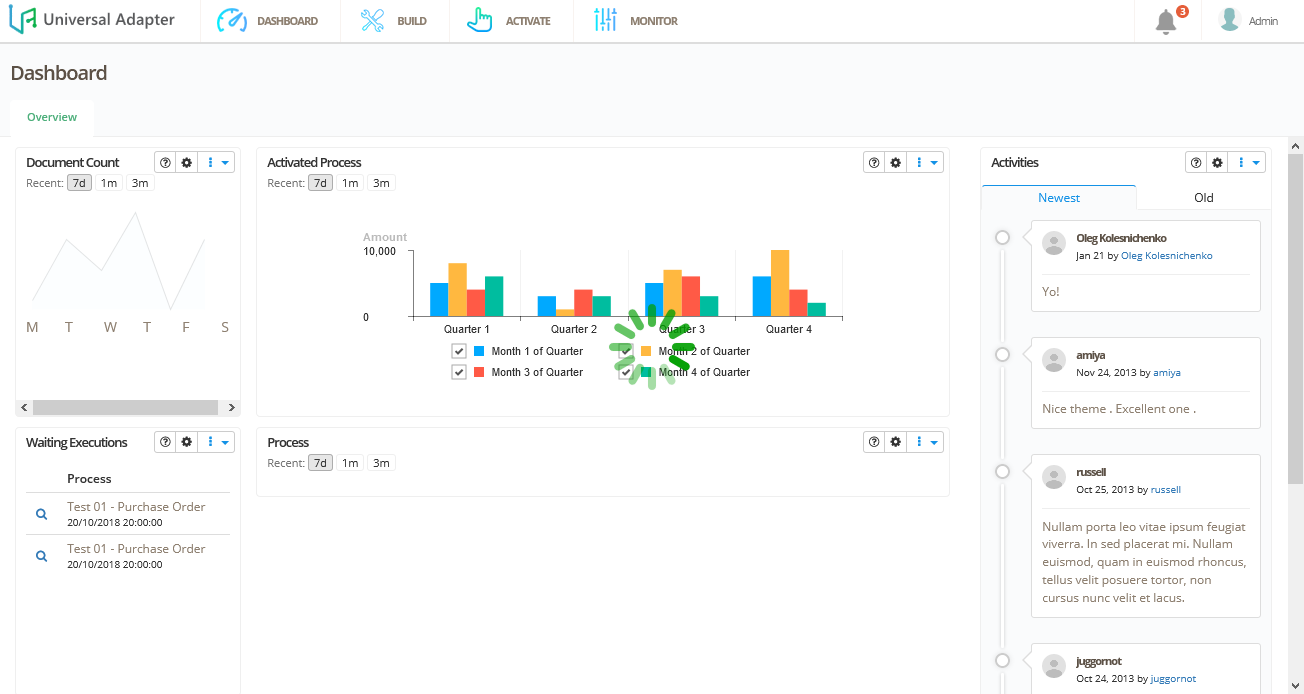 Universal Adapter
DASHBOARD
BUILD
ACTIVATE
MONITOR
3
Admin
Dashboard
Overview
Document Count
Recent: 7d 1m 3m
M T W T F S
Waiting Executions
Process
Test 01 - Purchase Order
20/10/2018 20:00:00
Test 01 - Purchase Order
20/10/2018 20:00:00
Activated Process
Recent: 7d 1m 3m
Amount
10,000
0
Quarter 1 Quarter 2 Quarter 3 Quarter 4
Month 1 of Quarter Month 2 of Quarter
Month 3 of Quarter Month 4 of Quarter
Process
Recent: 7d 1m 3m
Activities
Newest Old
Oleg Kolesnichenko
Jan 21 by Oleg Kolesnichenko
Yo!
amiya
Nov 24, 2013 by amiya
Nice theme . Excellent one .
russell
Oct 25, 2013 by russell
Nullam porta leo vitae ipsum feugiat
viverra. In sed placerat mi. Nullam
euismod, quam in euismod rhoncus,
tellus velit posuere tortor, non
cursus nunc velit et lacus.
juggornot
Oct 24, 2013 by juggornot